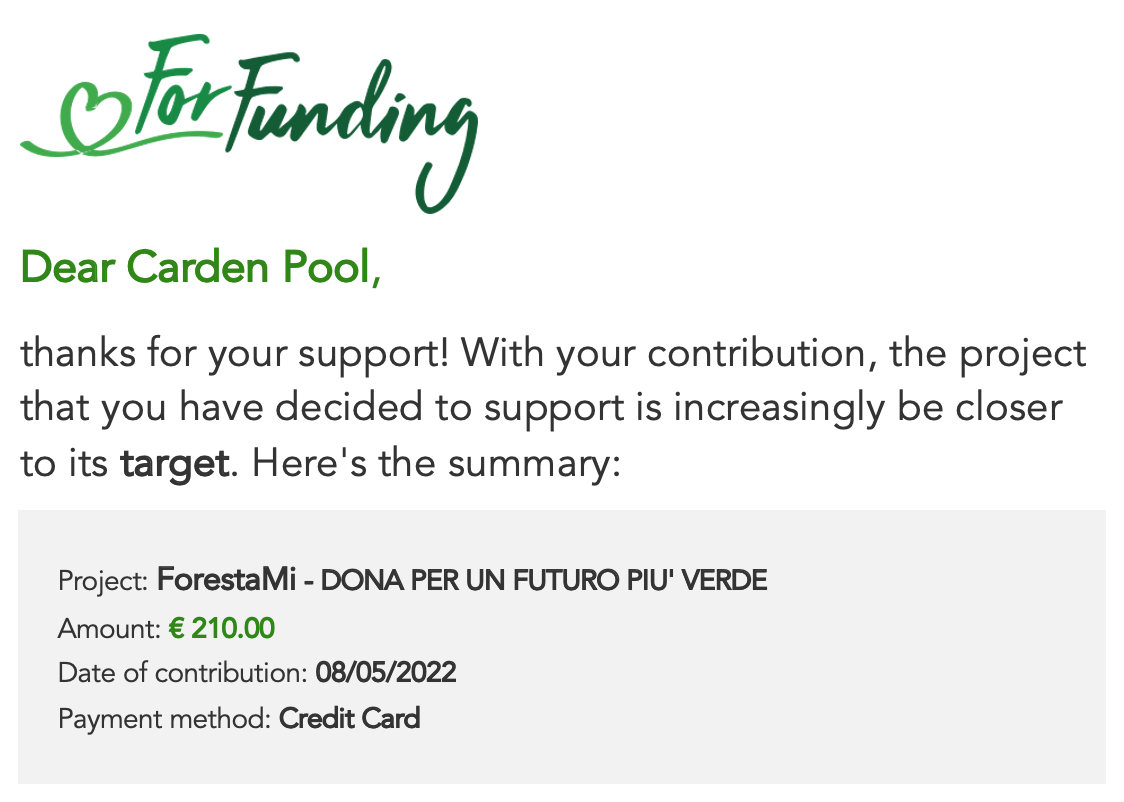 ForFunding
Dear Carden Pool,
thanks for your support! With your contribution, the project
that you have decided to support is increasingly be closer
to its target. Here's the summary:
Project: ForestaMi - DONA PER UN FUTURO PIU' VERDE
Amount: € 210.00
Date of contribution: 08/05/2022
Payment method: Credit Card